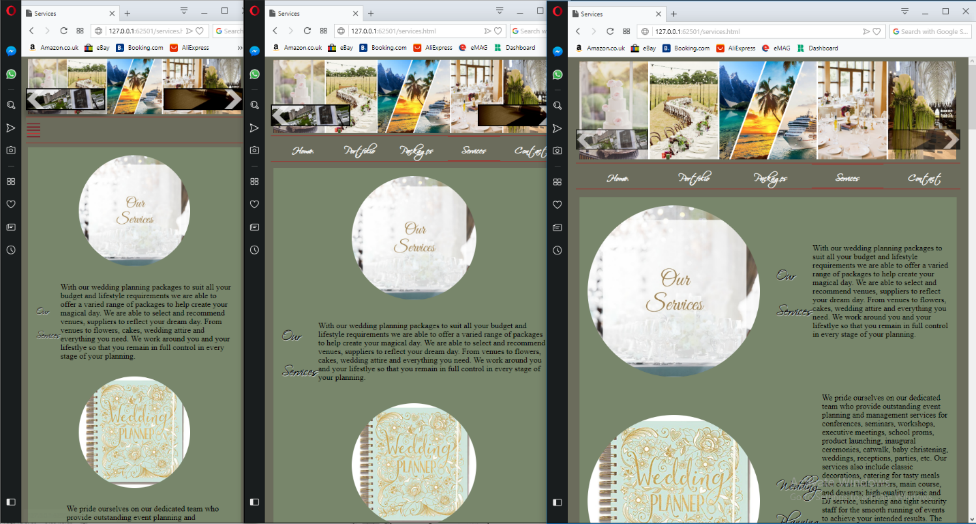 Services
127.0.0.1:62501/services.
Search
Amazon.co.uk eBay Booking.com AliExpress
Our
Services
With our wedding planning packages to suit all your
budget and lifestyle requirements we are able to
offer a varied range of packages to help create your
magical day. We are able to select and recommend
venues, suppliers to reflect your dream day. From
venues to flowers, cakes, wedding attire and
everything you need. We work around you and your
lifestlye so that you remain in full control in every
stage of your planning.
Our
Services
Wedding
PLANNER
We pride ourselves on our dedicated team who
provide outstanding event planning and
Services
127.0.0.1:62501/services.html
Search w
Amazon.co.uk eBay Booking.com AliExpress eMAG Dashboard
Home Portfolio Packages Services Contact
Our
Services
With our wedding planning packages to suit all your budget and
lifestyle requirements we are able to offer a varied range of packages
to help create your magical day. We are able to select and recommend
venues, suppliers to reflect your dream day. From venues to flowers,
cakes, wedding attire and everything you need. We work around you
and your lifestlye so that you remain in full control in every stage of
your planning.
Our
Services
Wedding
PLANNER
Services
127.0.0.1:62501/services.html
Search with Google S...
Amazon.co.uk eBay Booking.com AliExpress eMAG Dashboard
Home Portfolio Packages Services Contact
Our
Services
Our
Services
With our wedding planning packages to
suit all your budget and lifestyle
requirements we are able to offer a varied
range of packages to help create your
magical day. We are able to select and
recommend venues, suppliers to reflect
your dream day. From venues to flowers,
cakes, wedding attire and everything you
need. We work around you and your
lifestlye so that you remain in full control
in every stage of your planning.
Wedding
PLANNER
Wedding
Planning
We pride ourselves on our dedicated
team who provide outstanding event
planning and management services for
conferences, seminars, workshops,
executive meetings, school proms,
product launching, inaugural
ceremonies, catwalk, baby christening,
weddings, receptions, parties, etc. Our
services also include classic
decorations, catering for tasty meals
main course,
and desserts; high-quality music and
DJ service, ushering and tight security
staff for the smooth running of events
to achieve your intended results. The